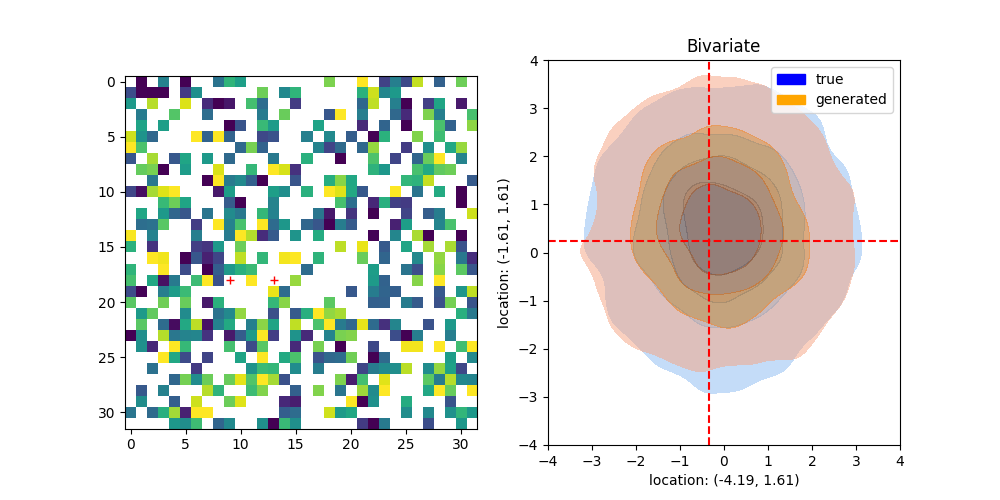 0
5
10
15
20
25
30
0 5 10 15 20 25 30
Bivariate
true
generated
4
3
2
1
0
−1
−2
−3
−4
location: (-1.61, 1.61)
−4 −3 −2 −1 0 1 2 3 4
location: (-4.19, 1.61)